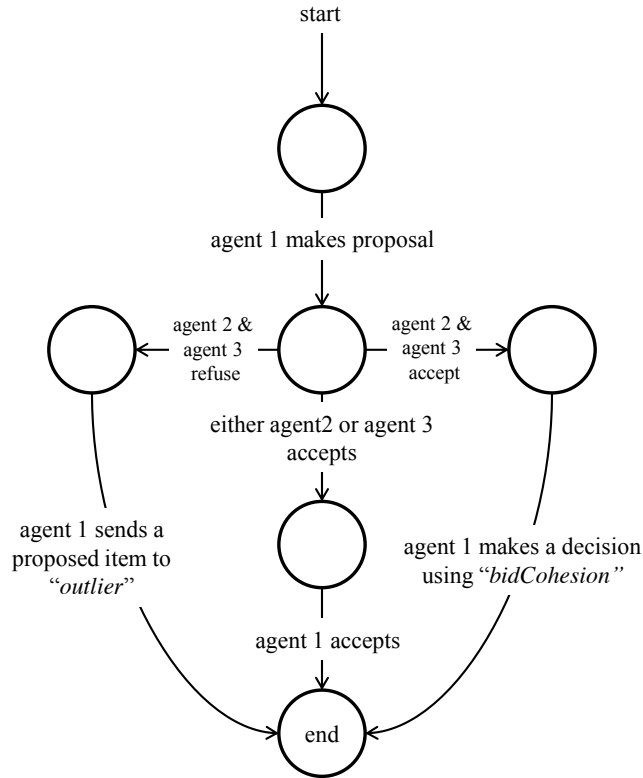 start
agent 1 makes proposal
agent 2 &
agent 3
refuse
agent 2 &
agent 3
accept
either agent2 or agent 3
accepts
agent 1 sends a
proposed item to
“outlier”
agent 1 makes a decision
using “bidCohesion”
agent 1 accepts
end